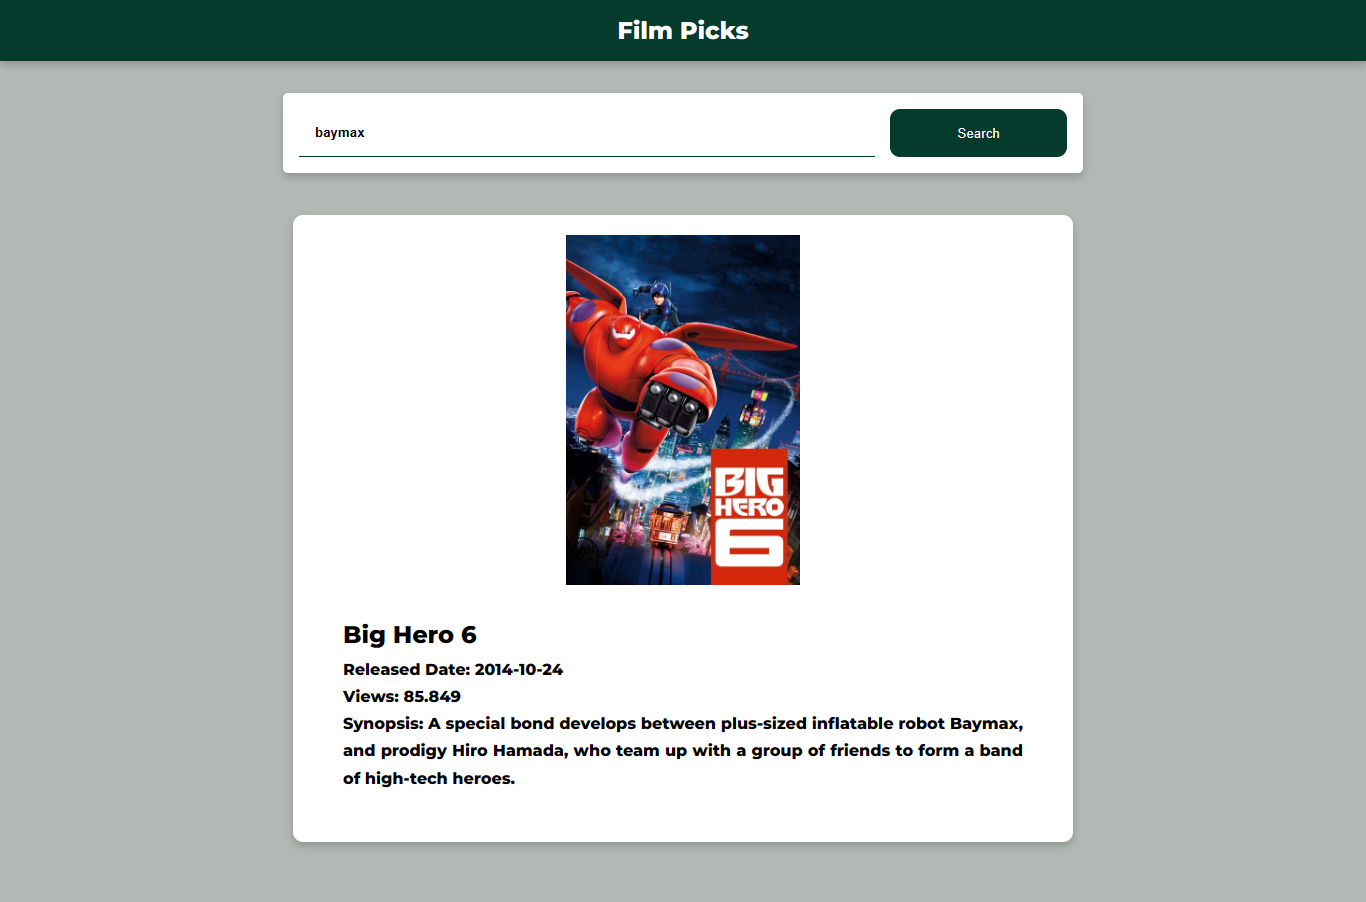 Film Picks
baymax
Search
BIG
HERO
6
Big Hero 6
Released Date: 2014-10-24
Views: 85.849
Synopsis: A special bond develops between plus-sized inflatable robot Baymax,
and prodigy Hiro Hamada, who team up with a group of friends to form a band
of high-tech heroes.